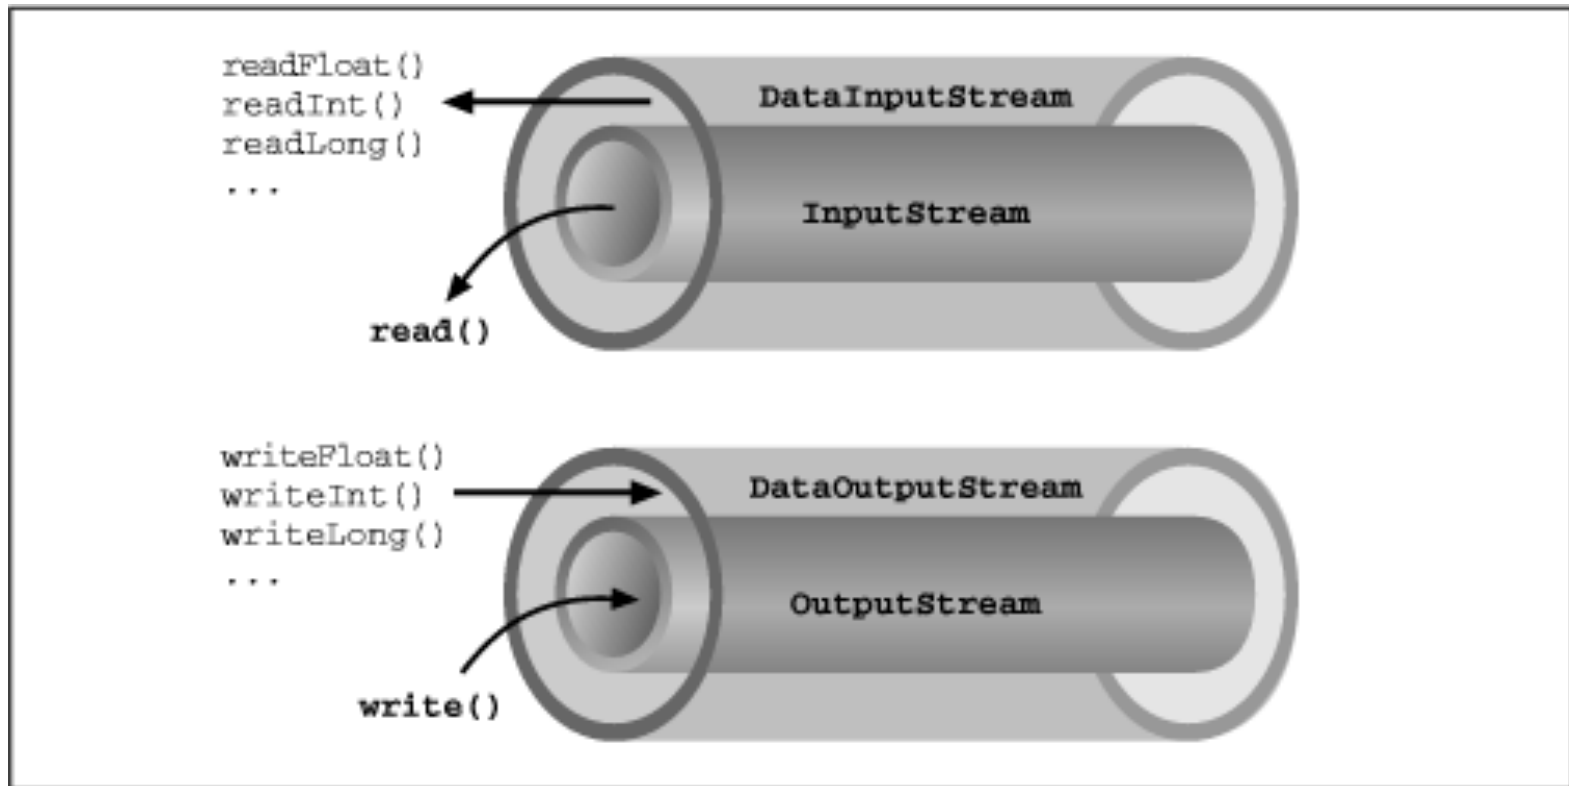 readFloat()
readInt()
readLong()
...
DataInputStream
InputStream
read()
writeFloat()
writeInt()
writeLong()
...
DataOutputStream
OutputStream
write()